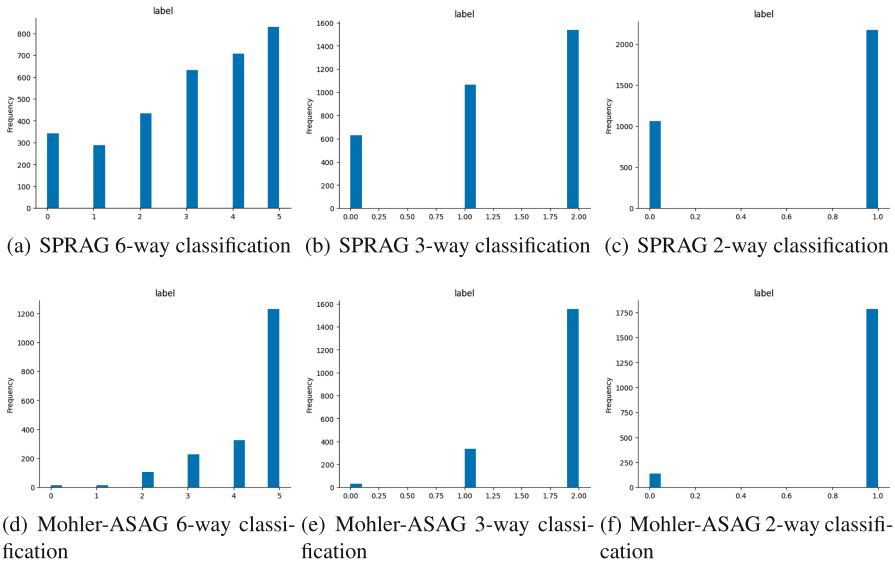 label
Frequency
800
700
600
500
400
300
200
100
0
0 1 2 3 4 5
(a) SPRAG 6-way classification
label
Frequency
1600
1400
1200
1000
800
600
400
200
0
0.00 0.25 0.50 0.75 1.00 1.25 1.50 1.75 2.00
(b) SPRAG 3-way classification
label
Frequency
2000
1500
1000
500
0
0.0 0.2 0.4 0.6 0.8 1.0
(c) SPRAG 2-way classification
label
Frequency
1200
1000
800
600
400
200
0
0 1 2 3 4 5
(d) Mohler-ASAG 6-way classi-
fication
label
Frequency
1600
1400
1200
1000
800
600
400
200
0
0.00 0.25 0.50 0.75 1.00 1.25 1.50 1.75 2.00
(e) Mohler-ASAG 3-way classi-
fication
label
Frequency
1750
1500
1250
1000
750
500
250
0
0.0 0.2 0.4 0.6 0.8 1.0
(f) Mohler-ASAG 2-way classifi-
cation